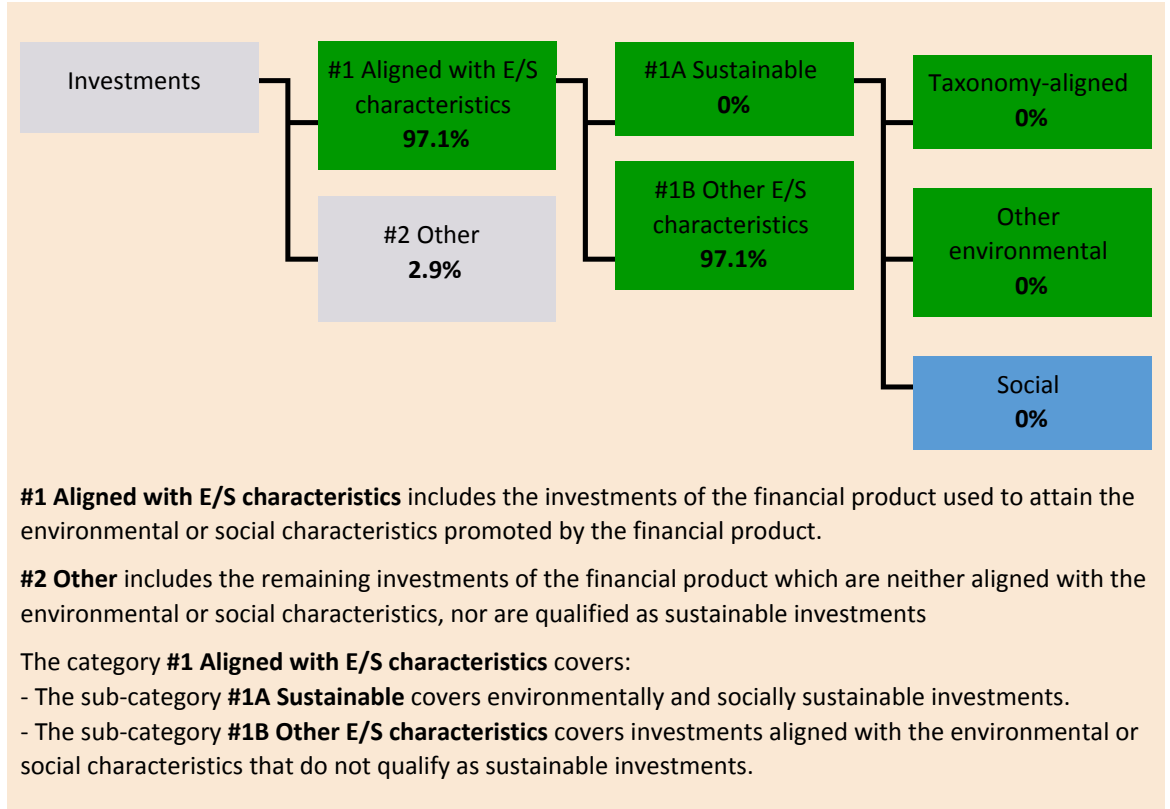 Investments
#1 Aligned with E/S
characteristics
97.1%
#2 Other
2.9%
#1A Sustainable
0%
#1B Other E/S
characteristics
97.1%
Taxonomy-aligned
0%
Other
environmental
0%
Social
0%
#1 Aligned with E/S characteristics includes the investments of the financial product used to attain the
environmental or social characteristics promoted by the financial product.
#2 Other includes the remaining investments of the financial product which are neither aligned with the
environmental or social characteristics, nor are qualified as sustainable investments
The category #1 Aligned with E/S characteristics covers:
- The sub-category #1A Sustainable covers environmentally and socially sustainable investments.
- The sub-category #1B Other E/S characteristics covers investments aligned with the environmental or
social characteristics that do not qualify as sustainable investments.